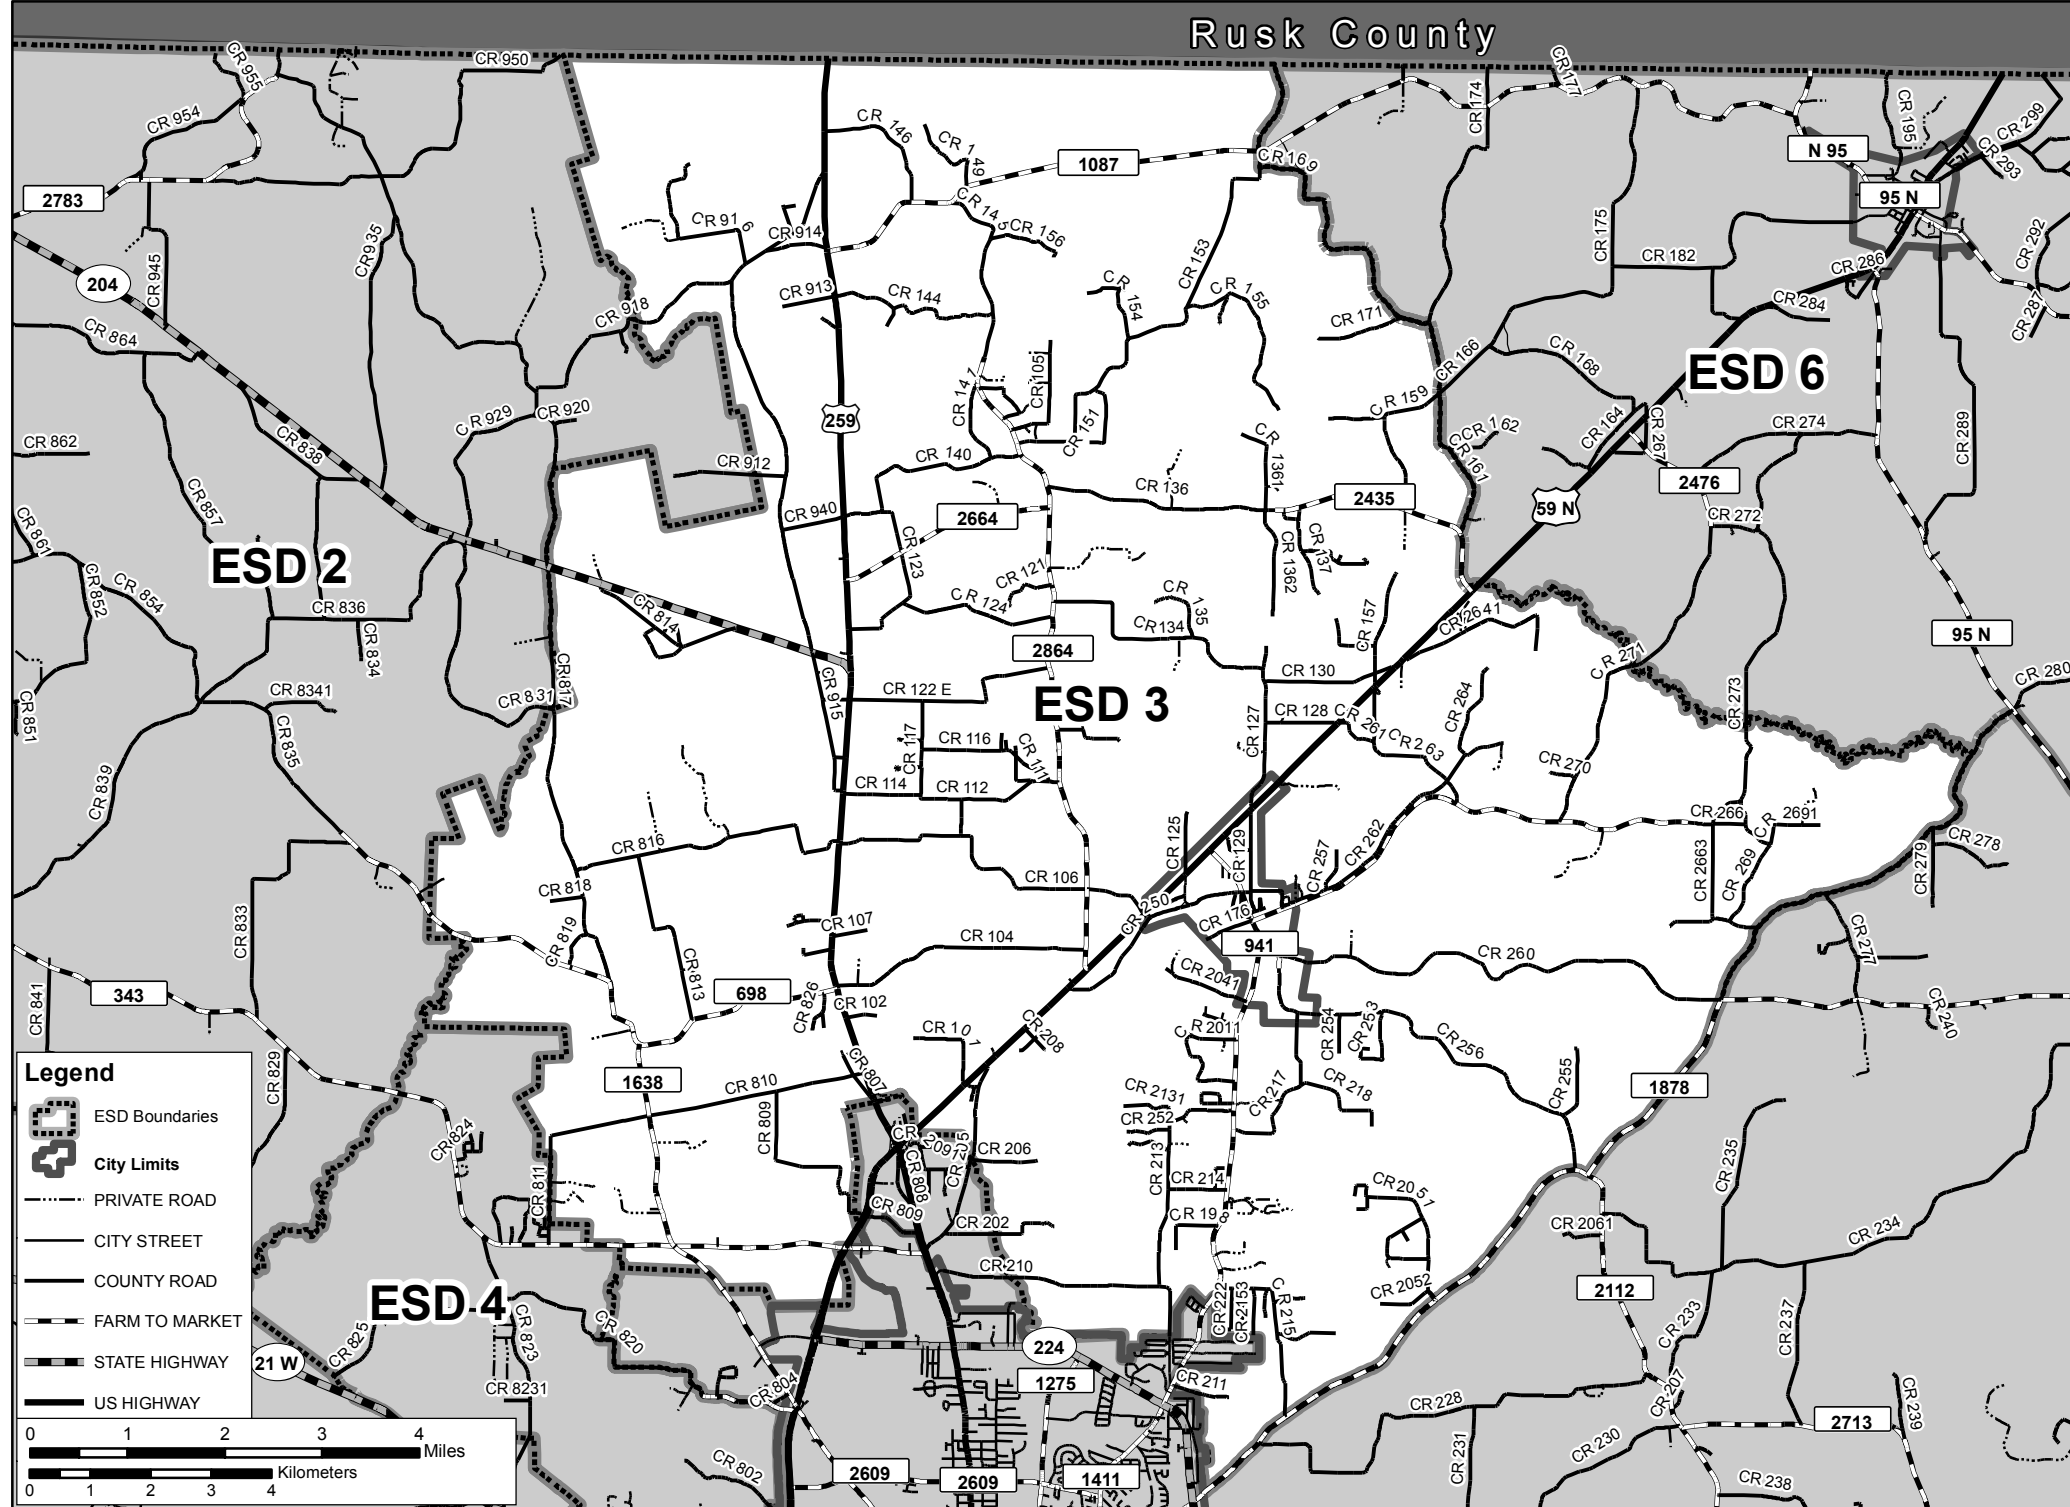 Rusk County
CR 955
CR 950
CR 954
2783
204
CR 945
CR 935
CR 864
CR 862
CR 838
CR 857
CR 861
CR 852
CR 854
ESD 2
CR 836
CR 834
CR 8341
CR 835
CR 851
CR 839
CR 833
343
CR 841
CR 829
CR 929
CR 920
CR 918
CR 831
CR 817
CR 916
CR 914
CR 913
CR 912
259
CR 146
CR 149
1087
CR 145
CR 156
CR 144
CR 153
CR 154
CR 155
CR 169
CR 171
CR 174
CR 177
CR 175
CR 182
N 95
95 N
CR 195
CR 299
CR 293
CR 292
CR 287
CR 286
CR 284
CR 289
ESD 6
CR 166
CR 168
CR 159
CR 164
CR 267
CR 274
2476
CR 272
CR 162
CR 161
59 N
CR 141
CR 105
CR 151
CR 140
CR 136
CR 1361
2435
CR 940
2664
CR 123
CR 121
CR 124
CR 135
CR 134
CR 1362
CR 137
CR 157
CR 2641
CR 271
95 N
CR 280
CR 814
2864
CR 915
CR 122 E
ESD 3
CR 130
CR 128
CR 127
CR 261
CR 263
CR 264
CR 273
CR 270
CR 117
CR 116
CR 111
CR 114
CR 112
CR 266
CR 2691
CR 269
CR 2663
CR 279
CR 278
CR 816
CR 818
CR 819
CR 813
CR 107
CR 106
CR 104
CR 125
CR 129
CR 257
CR 262
CR 250
CR 176
941
CR 260
CR 277
CR 240
698
CR 826
CR 102
CR 2041
CR 101
CR 208
CR 2011
CR 254
CR 253
CR 256
CR 255
1878
1638
CR 810
CR 807
CR 809
CR 811
CR 824
CR 2131
CR 252
CR 217
CR 218
CR 2091
CR 205
CR 206
CR 808
CR 809
CR 202
CR 213
CR 214
CR 198
CR 2051
CR 2052
CR 2061
CR 235
CR 234
2112
CR 233
CR 237
CR 210
CR 222
CR 2153
CR 215
ESD 4
CR 825
CR 823
CR 820
CR 8231
21 W
CR 804
CR 802
224
1275
CR 211
2609
2609
1411
CR 228
CR 231
CR 230
CR 207
2713
CR 239
CR 238
Legend
ESD Boundaries
City Limits
PRIVATE ROAD
CITY STREET
COUNTY ROAD
FARM TO MARKET
STATE HIGHWAY
US HIGHWAY
0 1 2 3 4
Miles
Kilometers
0 1 2 3 4